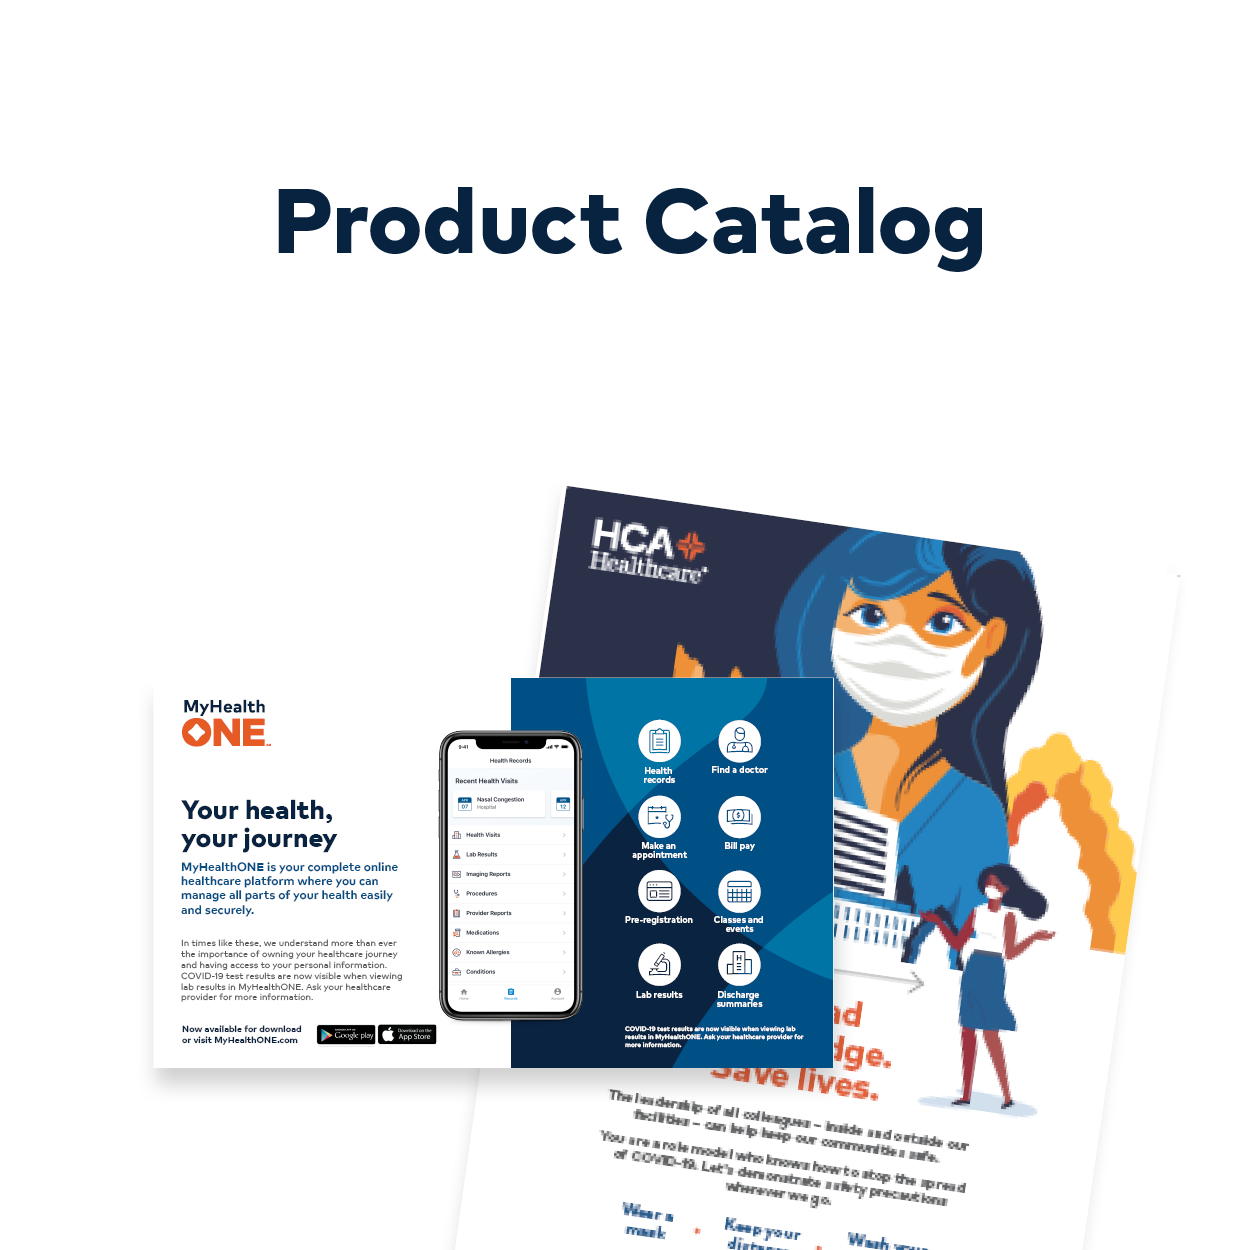 Product Catalog
HCA
Healthcare
MyHealth
ONE™
Your health,
your journey
MyHealthONE is your complete online
healthcare platform where you can
manage all parts of your health easily
and securely.
In times like these, we understand more than ever
the importance of owning your healthcare journey
and having access to your personal information.
COVID-19 test results are now visible when viewing
lab results in MyHealthONE. Ask your healthcare
provider for more information.
Now available for download
or visit MyHealthONE.com
Google play
Download on the
App Store
9:41
Health Records
Recent Health Visits
APR
07
Nasal Congestion
Hospital
APR
12
Health Visits
Lab Results
Imaging Reports
Procedures
Provider Reports
Medications
Known Allergies
Conditions
Home
Records
Account
Health
records
Find a doctor
Make an
appointment
Bill pay
Pre-registration
Classes and
events
Lab results
H
Discharge
summaries
COVID-19 test results are now visible when viewing lab
results in MyHealthONE. Ask your healthcare provider for
more information.
Save lives.
The leadership of all colleagues – inside and outside our
facilities – can help keep our communities safe.
You are a role model who knows how to stop the spread
of COVID-19. Let's demonstrate safety precautions
wherever we go.
Wear a
mask
Keep your
Wash your